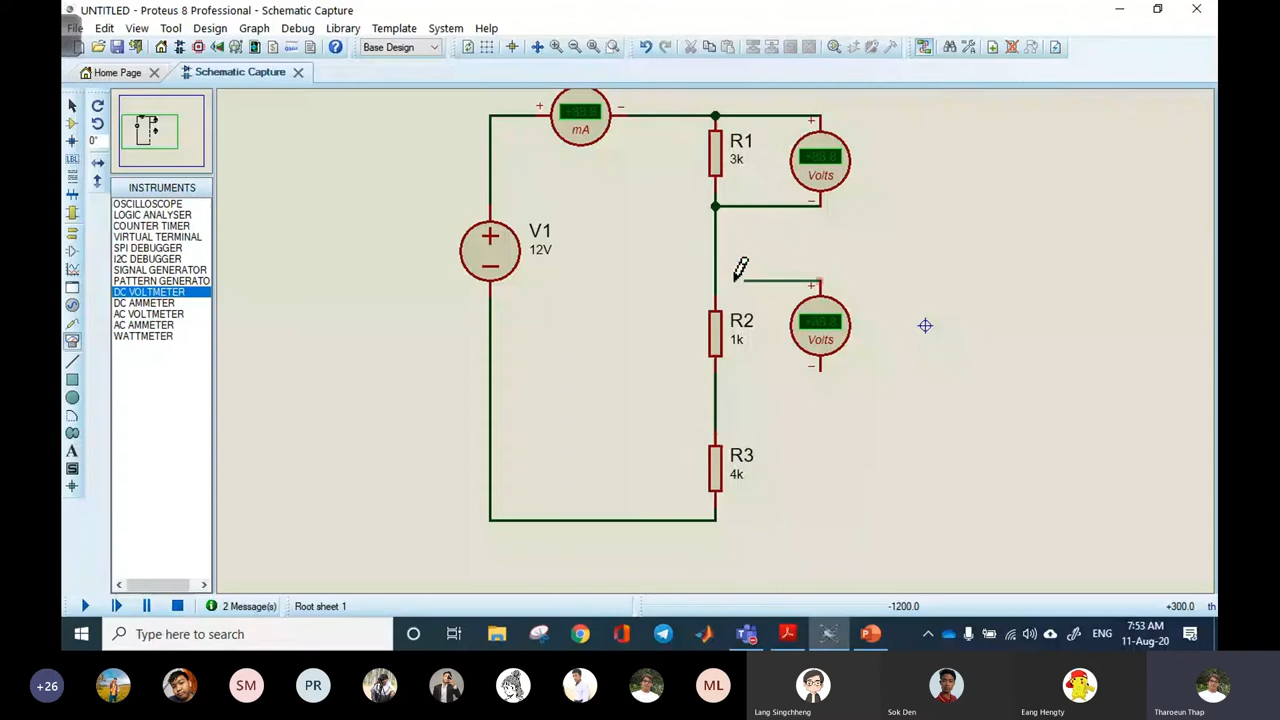 UNTITLED - Proteus 8 Professional - Schematic Capture
File Edit View Tool Design Graph Debug Library Template System Help
Base Design
Home Page
Schematic Capture
0°
LBL
A
S
INSTRUMENTS
OSCILLOSCOPE
LOGIC ANALYSER
COUNTER TIMER
VIRTUAL TERMINAL
SPI DEBUGGER
I2C DEBUGGER
SIGNAL GENERATOR
PATTERN GENERATO
DC VOLTMETER
DC AMMETER
AC VOLTMETER
AC AMMETER
WATTMETER
+ −
mA
R1
3k
+
Volts
−
V1
12V
+
−
R2
1k
+
Volts
−
R3
4k
2 Message(s)
Root sheet 1
-1200.0
+300.0
th
Type here to search
ENG
7:53 AM
11-Aug-20
+26
SM
PR
ML
Lang Singchheng
Sok Den
Eang Hengty
Tharoeun Thap